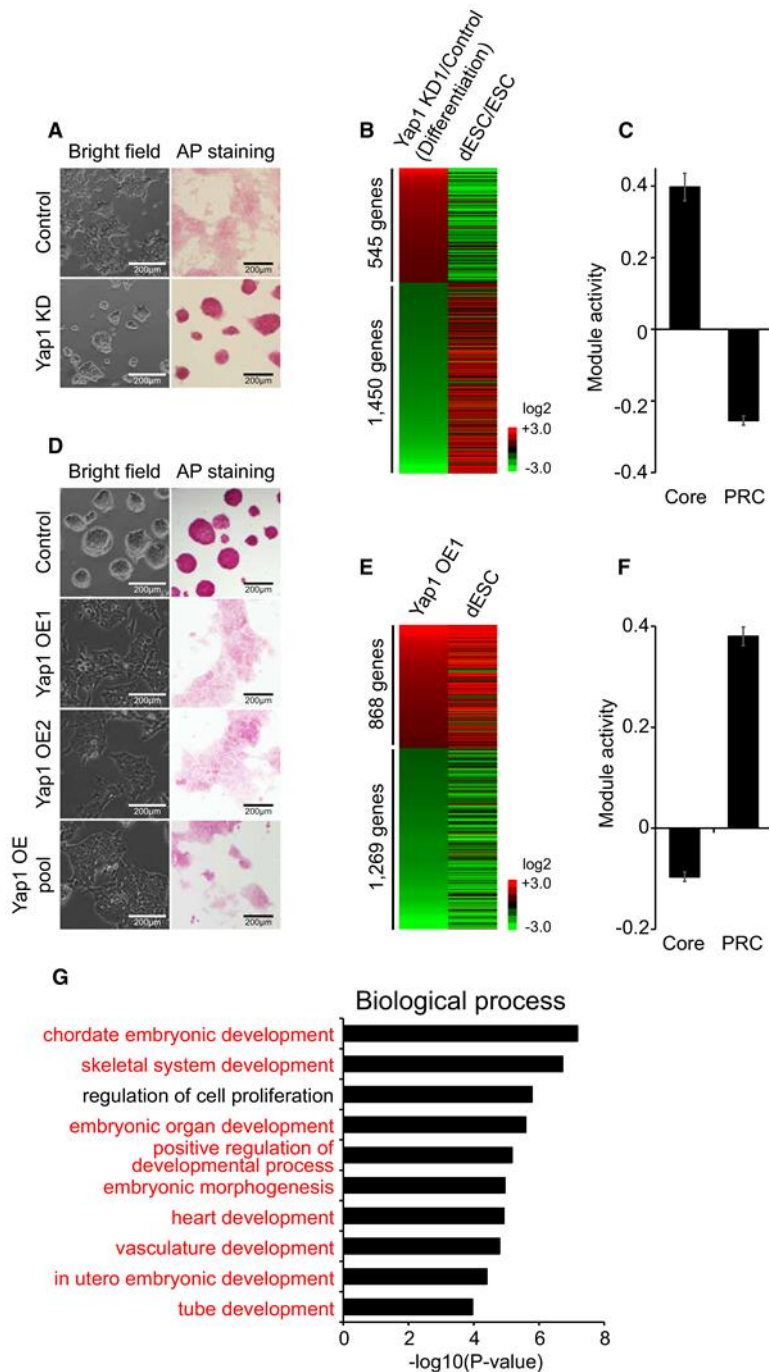 A
Bright field AP staining
Control
200µm 200µm
Yap1 KD
200µm 200µm
B
Yap1 KD1/Control
(Differentiation)
dESC/ESC
545 genes
1,450 genes
log2
+3.0
-3.0
C
Module activity
0.4
0.2
0
-0.2
-0.4
Core PRC
D
Bright field AP staining
Control
200µm 200µm
Yap1 OE1
200µm 200µm
Yap1 OE2
200µm 200µm
Yap1 OE
pool
200µm 200µm
E
Yap1 OE1
dESC
868 genes
1,269 genes
log2
+3.0
-3.0
F
Module activity
0.4
0.2
0
-0.2
Core PRC
G
Biological process
chordate embryonic development
skeletal system development
regulation of cell proliferation
embryonic organ development
positive regulation of
developmental process
embryonic morphogenesis
heart development
vasculature development
in utero embryonic development
tube development
0 2 4 6 8
-log10(P-value)